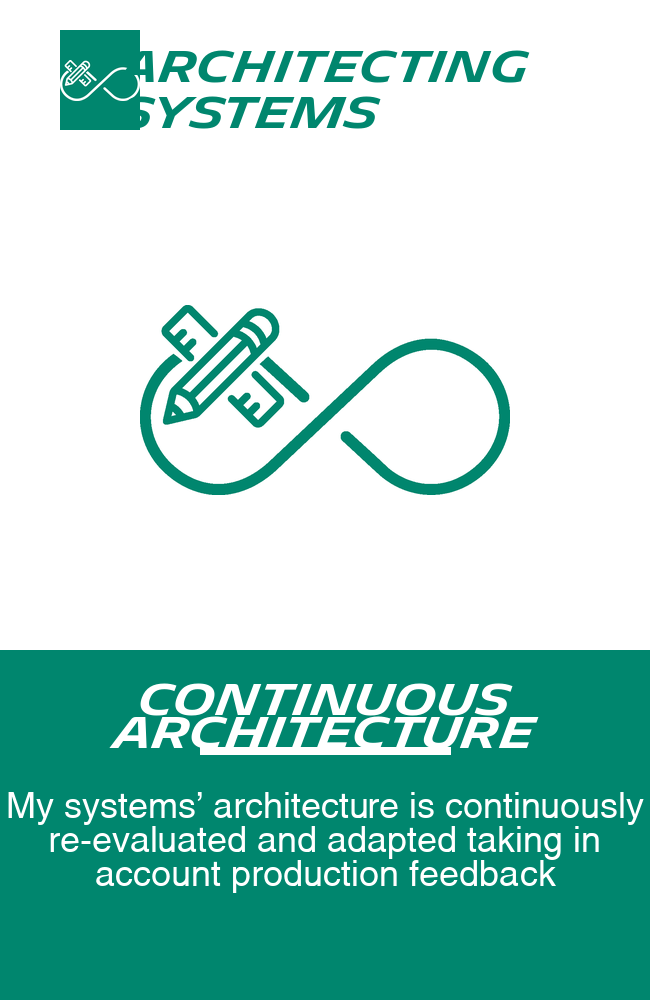 ARCHITECTING
SYSTEMS
CONTINUOUS
ARCHITECTURE
My systems’ architecture is continuously
re-evaluated and adapted taking in
account production feedback